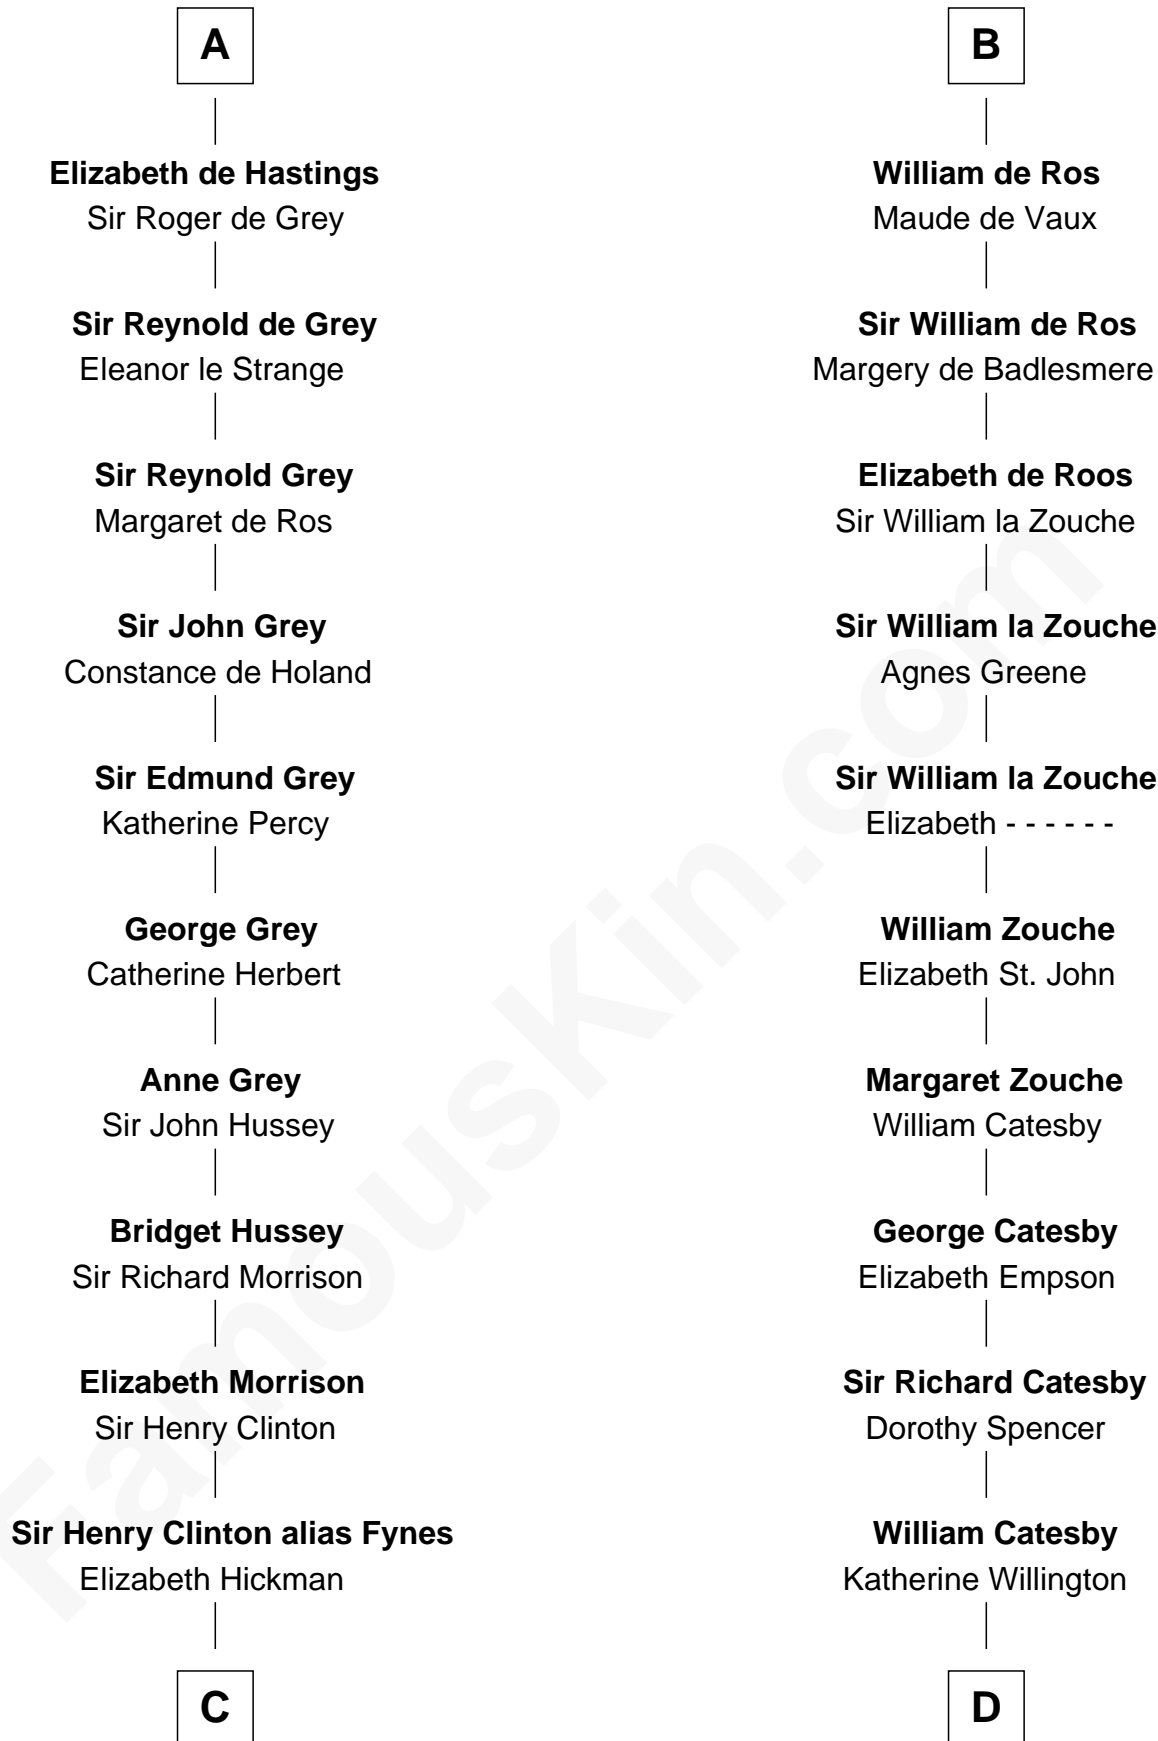 A
Elizabeth de Hastings
Sir Roger de Grey
Sir Reynold de Grey
Eleanor le Strange
Sir Reynold Grey
Margaret de Ros
Sir John Grey
Constance de Holand
Sir Edmund Grey
Katherine Percy
George Grey
Catherine Herbert
Anne Grey
Sir John Hussey
Bridget Hussey
Sir Richard Morrison
Elizabeth Morrison
Sir Henry Clinton
Sir Henry Clinton alias Fynes
Elizabeth Hickman
C
B
William de Ros
Maude de Vaux
Sir William de Ros
Margery de Badlesmere
Elizabeth de Roos
Sir William la Zouche
Sir William la Zouche
Agnes Greene
Sir William la Zouche
Elizabeth - - - - - -
William Zouche
Elizabeth St. John
Margaret Zouche
William Catesby
George Catesby
Elizabeth Empson
Sir Richard Catesby
Dorothy Spencer
William Catesby
Katherine Willington
D
FamousKin.com